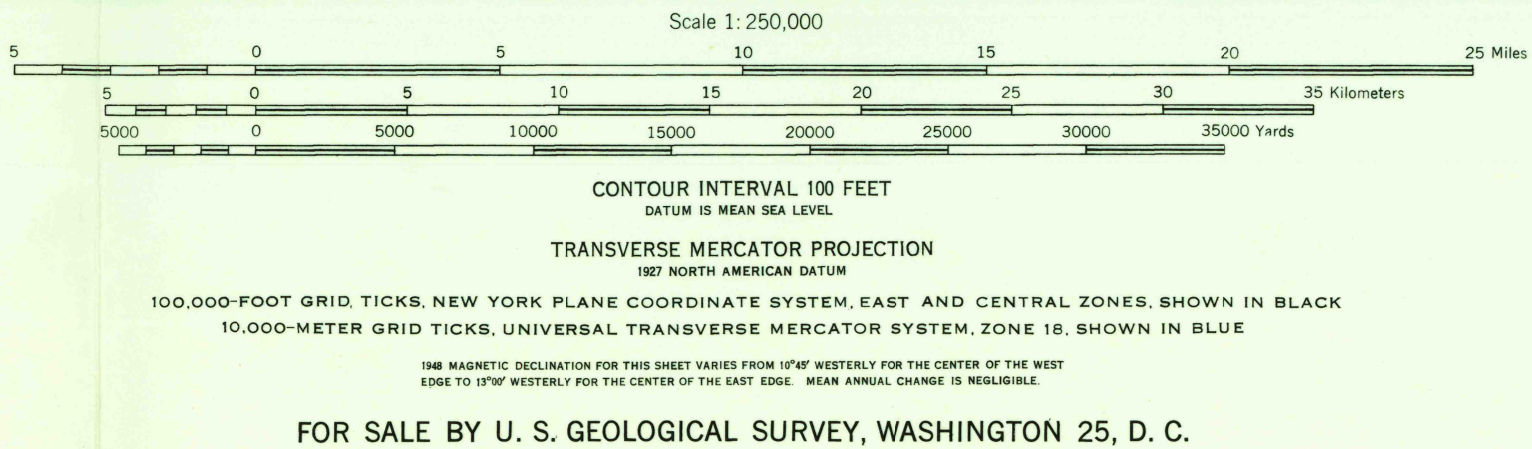 Scale 1:250,000
5 0 5 10 15 20 25 Miles
5 0 5 10 15 20 25 30 35 Kilometers
5000 0 5000 10000 15000 20000 25000 30000 35000 Yards
CONTOUR INTERVAL 100 FEET
DATUM IS MEAN SEA LEVEL
TRANSVERSE MERCATOR PROJECTION
1927 NORTH AMERICAN DATUM
100,000-FOOT GRID, TICKS, NEW YORK PLANE COORDINATE SYSTEM, EAST AND CENTRAL ZONES, SHOWN IN BLACK
10,000-METER GRID TICKS, UNIVERSAL TRANSVERSE MERCATOR SYSTEM, ZONE 18, SHOWN IN BLUE
1948 MAGNETIC DECLINATION FOR THIS SHEET VARIES FROM 10°45′ WESTERLY FOR THE CENTER OF THE WEST
EDGE TO 13°00′ WESTERLY FOR THE CENTER OF THE EAST EDGE. MEAN ANNUAL CHANGE IS NEGLIGIBLE.
FOR SALE BY U. S. GEOLOGICAL SURVEY, WASHINGTON 25, D. C.